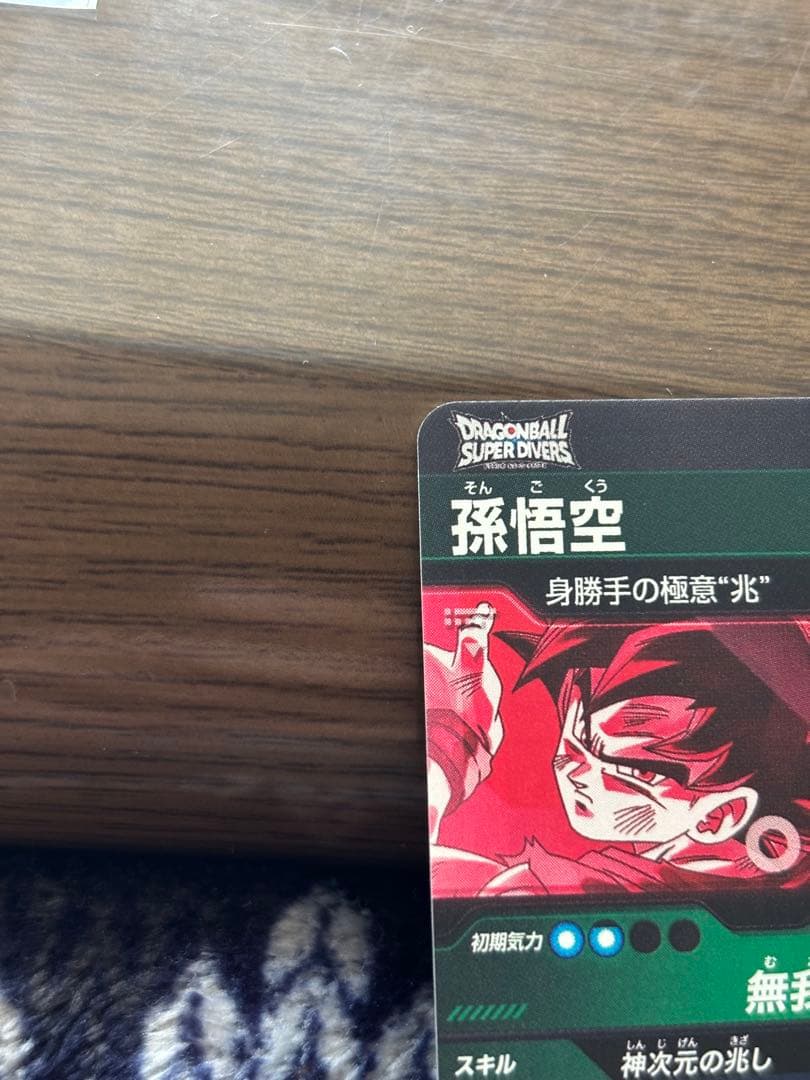 DRAGONBALL
SUPER DIVERS
そん ご くう
孫悟空
身勝手の極意“兆”
初期気力
む
無我
しん じ げん きざ
スキル 神次元の兆し